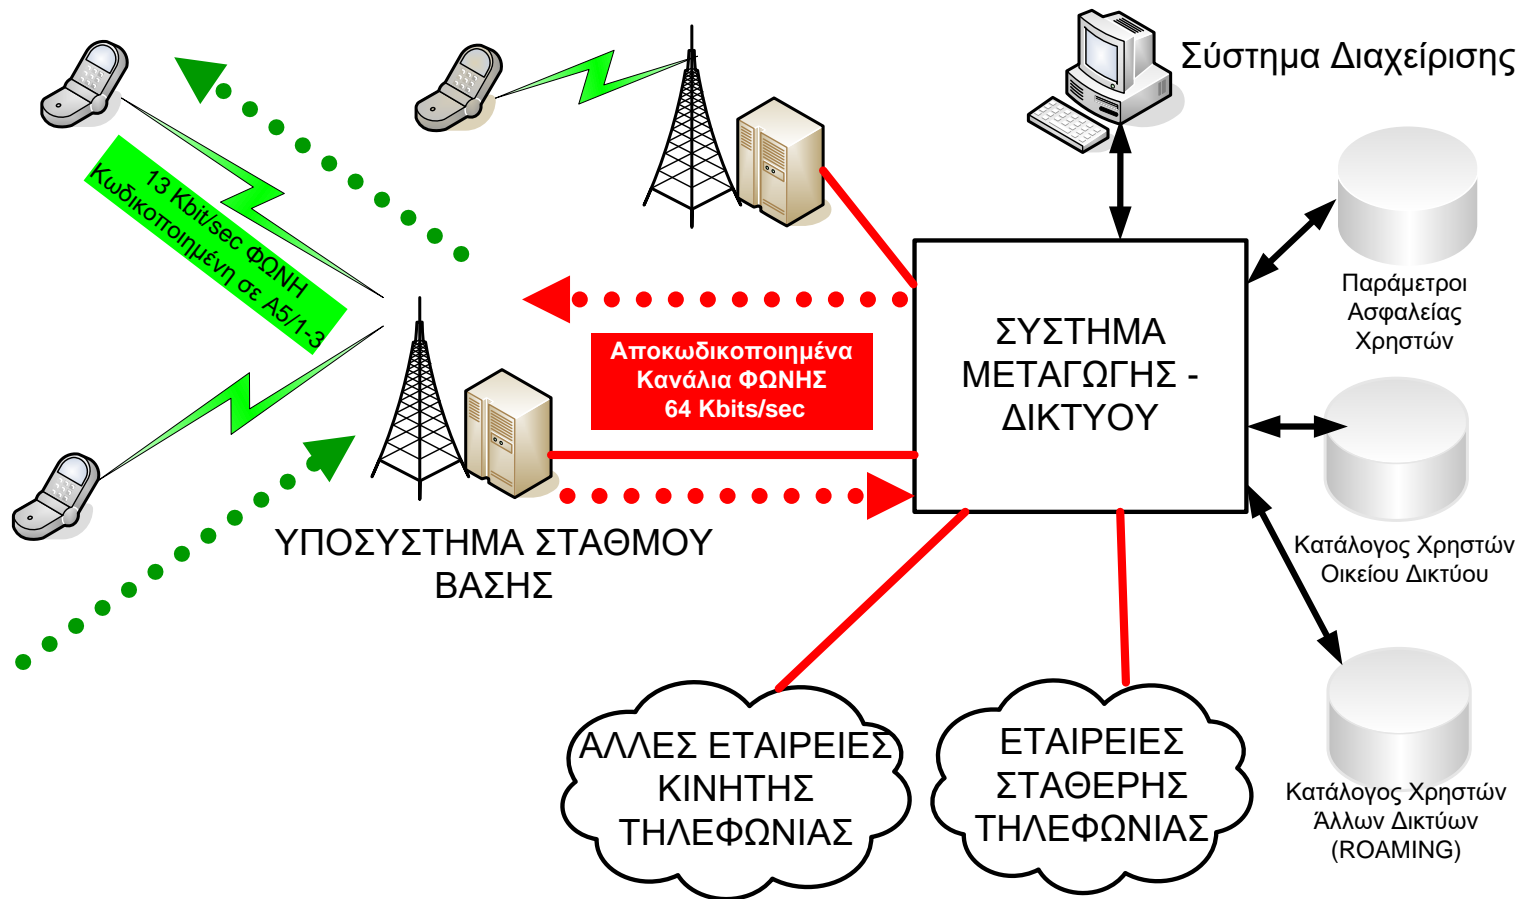 Σύστημα Διαχείρισης
13 Kbit/sec ΦΩΝΗ
Κωδικοποιημένη σε Α5/1-3
Αποκωδικοποιημένα
Κανάλια ΦΩΝΗΣ
64 Kbits/sec
ΣΥΣΤΗΜΑ
ΜΕΤΑΓΩΓΗΣ -
ΔΙΚΤΥΟΥ
Παράμετροι
Ασφαλείας
Χρηστών
ΥΠΟΣΥΣΤΗΜΑ ΣΤΑΘΜΟΥ
ΒΑΣΗΣ
Κατάλογος Χρηστών
Οικείου Δικτύου
ΑΛΛΕΣ ΕΤΑΙΡΕΙΕΣ
ΚΙΝΗΤΗΣ
ΤΗΛΕΦΩΝΙΑΣ
ΕΤΑΙΡΕΙΕΣ
ΣΤΑΘΕΡΗΣ
ΤΗΛΕΦΩΝΙΑΣ
Κατάλογος Χρηστών
Άλλων Δικτύων
(ROAMING)